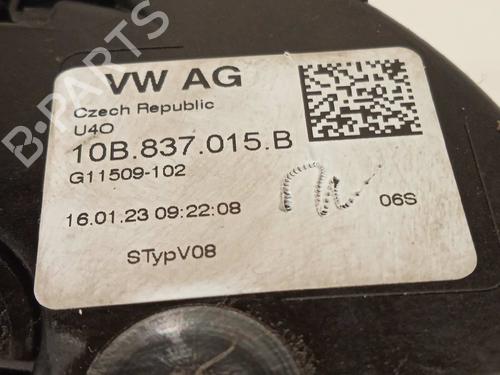 VW AG
Czech Republic
U4O
10B.837.015.B
G11509-102
16.01.23 09:22:08
06S
STypV08
B-PARTS